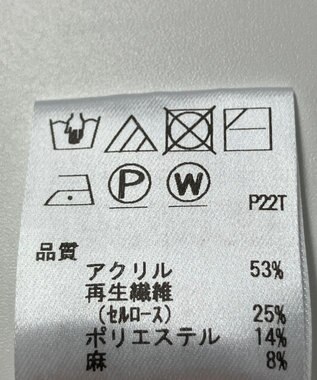 P W P22T
品質
アクリル 53%
再生繊維
(セルロース) 25%
ポリエステル 14%
麻 8%